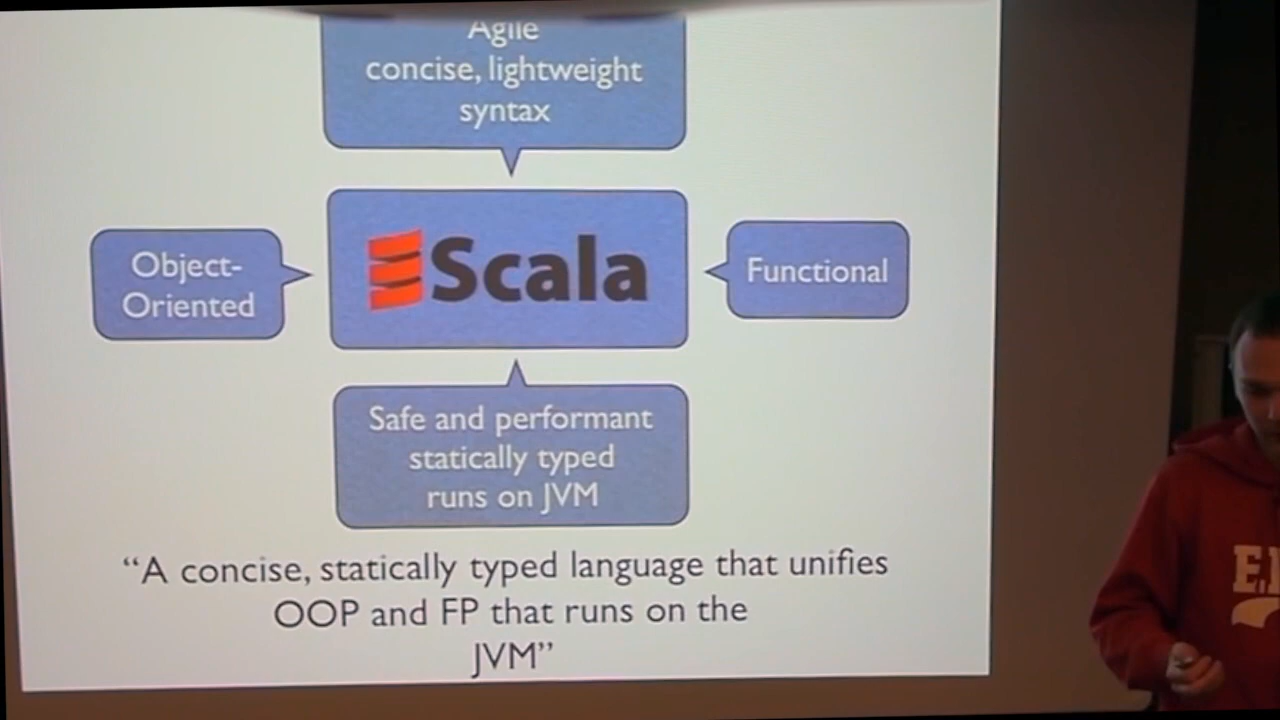 Agile
concise, lightweight
syntax
Object-
Oriented
Scala
Functional
Safe and performant
statically typed
runs on JVM
“A concise, statically typed language that unifies
OOP and FP that runs on the
JVM”